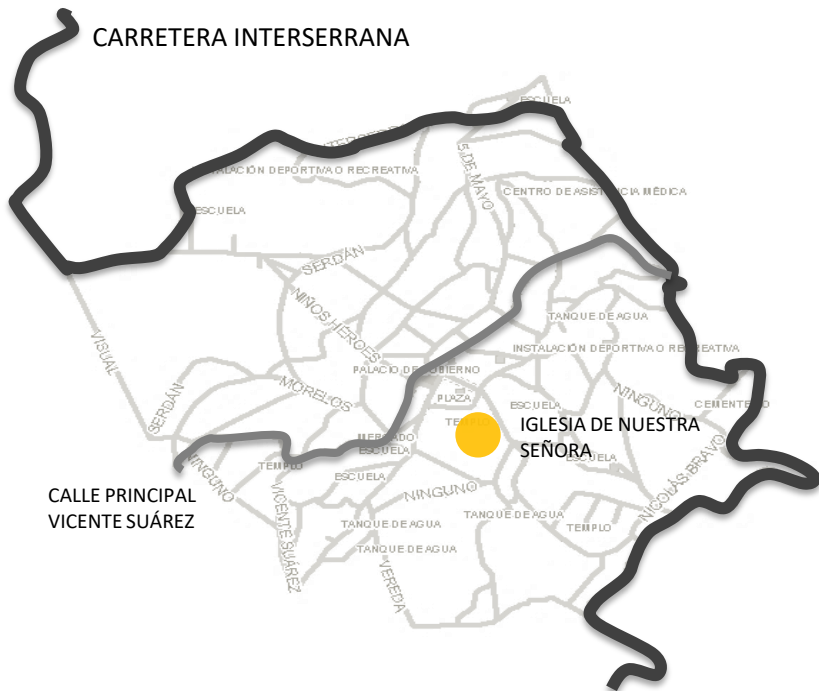 CARRETERA INTERSERRANA
ESCUELA
INSTALACIÓN DEPORTIVA O RECREATIVA
5 DE MAYO
CENTRO DE ASISTENCIA MÉDICA
ESCUELA
SERDÁN
NIÑOS HÉROES
TANQUE DE AGUA
VISUAL
INSTALACIÓN DEPORTIVA O RECREATIVA
PALACIO DE GOBIERNO
MORELOS
PLAZA
NINGUNO
SERDÁN
ESCUELA
CEMENTERIO
TEMPLO
IGLESIA DE NUESTRA
SEÑORA
MERCADO
ESCUELA
NINGUNO
TEMPLO
ESCUELA
ESCUELA
NICOLÁS BRAVO
CALLE PRINCIPAL
VICENTE SUÁREZ
VICENTE SUÁREZ
NINGUNO
TANQUE DE AGUA
TANQUE DE AGUA
TEMPLO
TANQUE DE AGUA
VEREDA